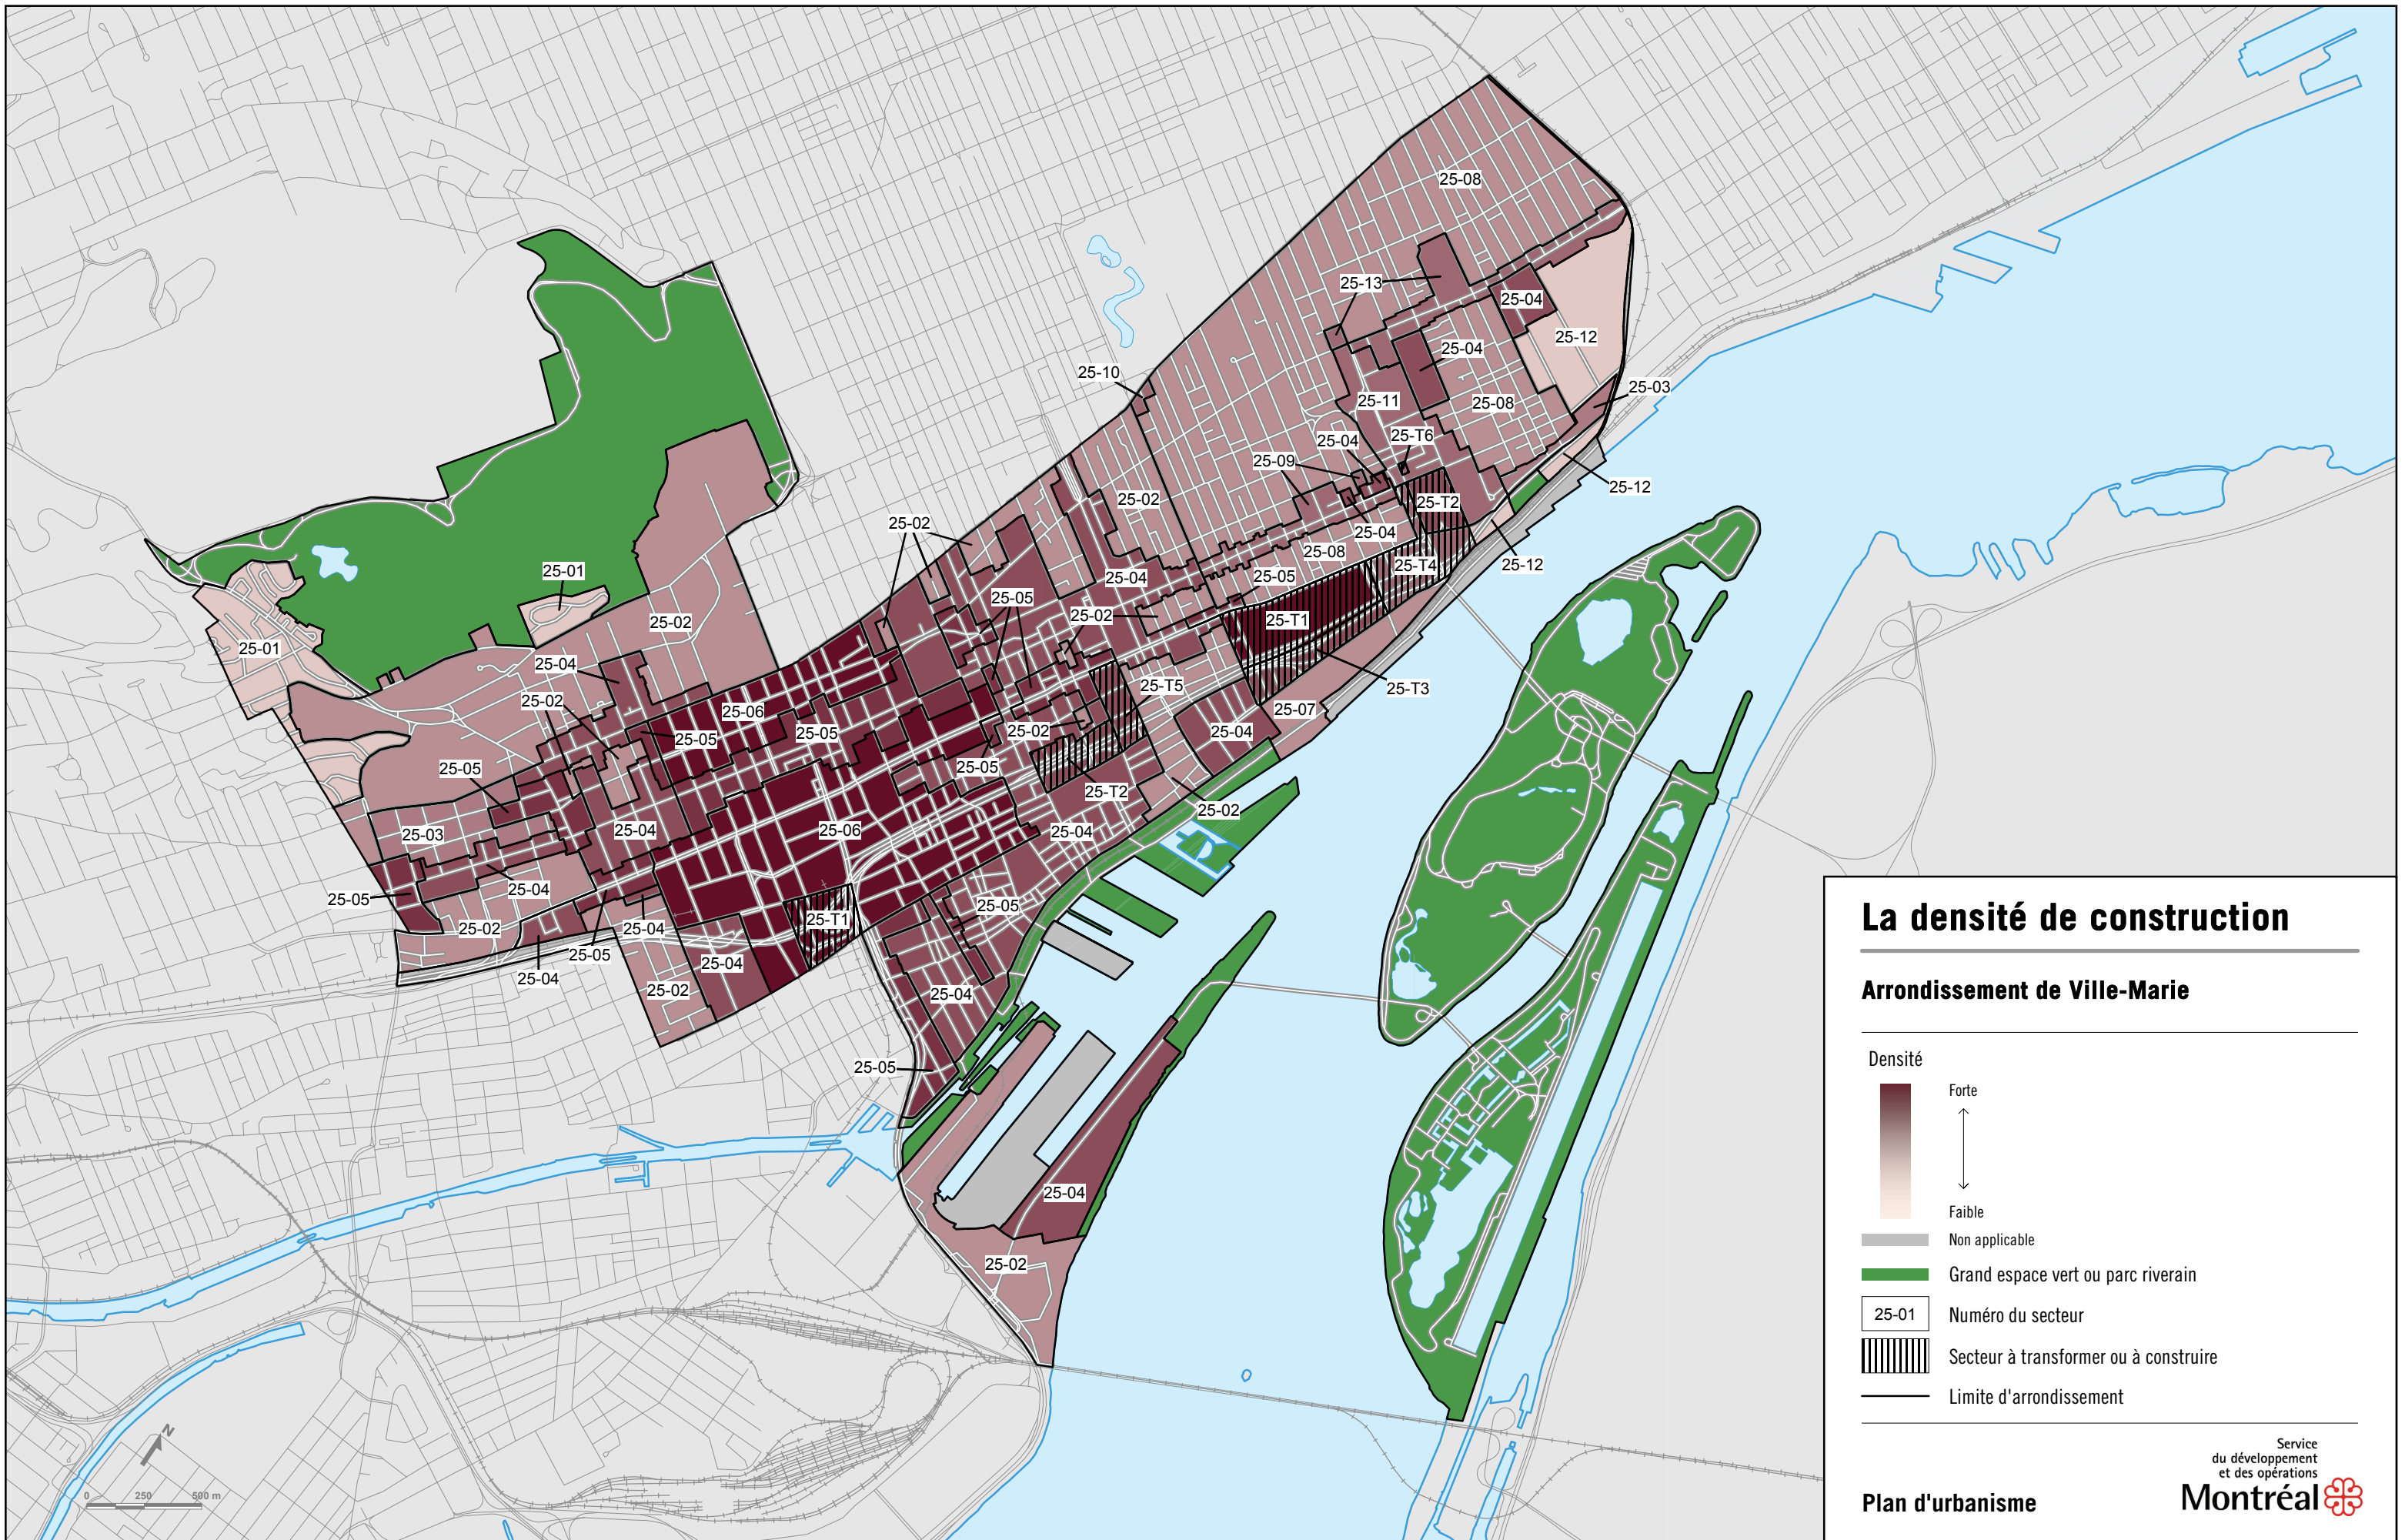 25-08
25-13
25-04
25-12
25-04
25-10
25-03
25-11
25-08
25-T6
25-04
25-09
25-12
25-02
25-T2
25-02
25-04
25-08
25-12
25-T4
25-01
25-04
25-05
25-05
25-02
25-T1
25-02
25-01
25-04
25-T5
25-T3
25-02
25-06
25-07
25-05
25-05
25-02
25-04
25-05
25-05
25-T2
25-02
25-03
25-04
25-06
25-04
25-04
25-05
25-05
25-T1
25-02
25-04
25-05
25-04
25-04
25-02
25-04
25-05
25-04
25-02
N
0 250 500 m
La densité de construction
Arrondissement de Ville-Marie
Densité
Forte
Faible
Non applicable
Grand espace vert ou parc riverain
25-01 Numéro du secteur
Secteur à transformer ou à construire
Limite d'arrondissement
Service
du développement
et des opérations
Montréal
Plan d'urbanisme